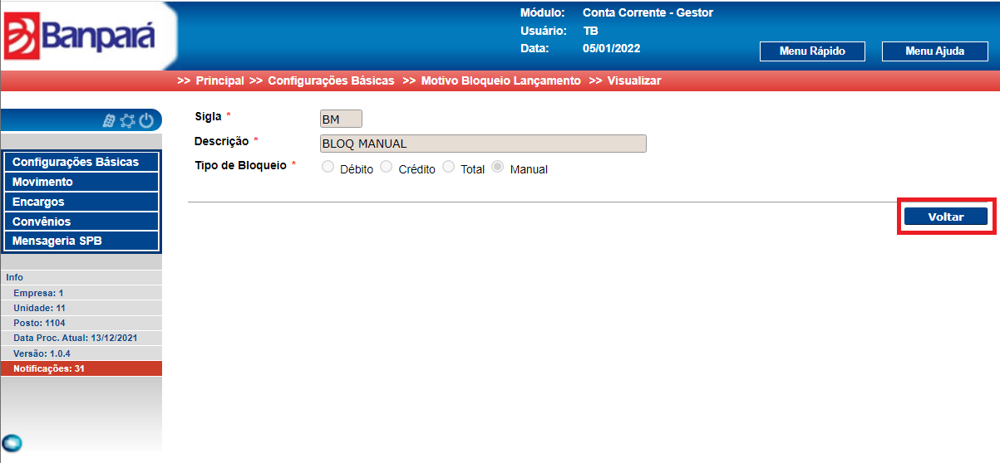 Banpará
Módulo: Conta Corrente - Gestor
Usuário: TB
Data: 05/01/2022
Menu Rápido
Menu Ajuda
>> Principal >> Configurações Básicas >> Motivo Bloqueio Lançamento >> Visualizar
Configurações Básicas
Movimento
Encargos
Convênios
Mensageria SPB
Info
Empresa: 1
Unidade: 11
Posto: 1104
Data Proc. Atual: 13/12/2021
Versão: 1.0.4
Notificações: 31
Sigla * BM
Descrição * BLOQ MANUAL
Tipo de Bloqueio * Débito Crédito Total Manual
Voltar